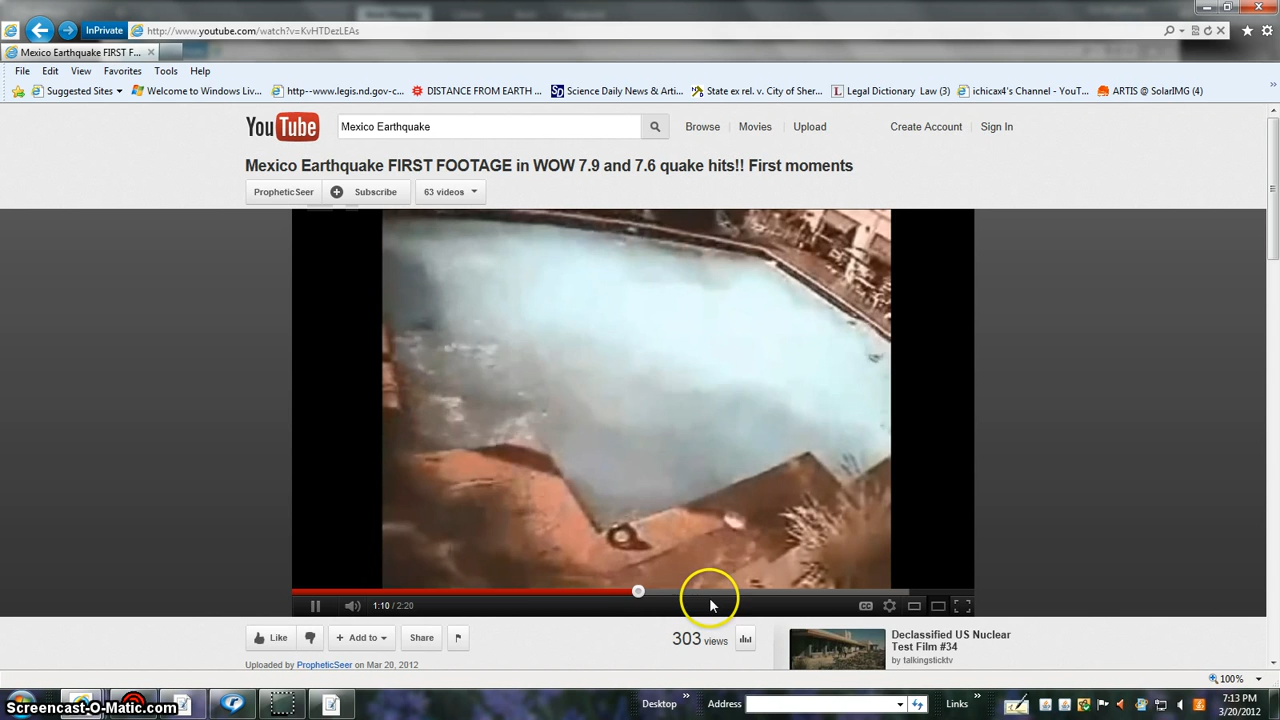 InPrivate
http://www.youtube.com/watch?v=KvHTDezLEAs
Mexico Earthquake FIRST F...
File Edit View Favorites Tools Help
Suggested Sites
Welcome to Windows Liv...
http--www.legis.nd.gov-c...
DISTANCE FROM EARTH ...
Science Daily News & Arti...
State ex rel. v. City of Sher...
Legal Dictionary Law (3)
ichicax4's Channel - YouT...
ARTIS @ SolarIMG (4)
YouTube
Mexico Earthquake
Browse Movies Upload Create Account Sign In
Mexico Earthquake FIRST FOOTAGE in WOW 7.9 and 7.6 quake hits!! First moments
PropheticSeer Subscribe 63 videos
1:10 / 2:20
CC
Like
Add to
Share
303 views
Uploaded by PropheticSeer on Mar 20, 2012
Declassified US Nuclear
Test Film #34
by talkingsticktv
100%
Screencast-O-Matic.com
Desktop
Address
Links
7:13 PM
3/20/2012